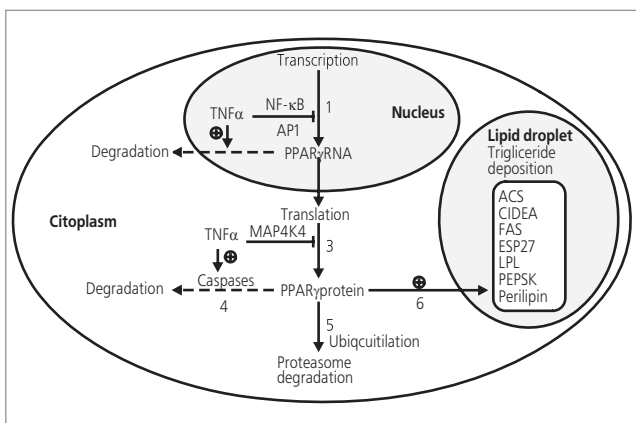 Transcription
NF-κB
TNFα
1
Nucleus
AP1
⊕
Degradation
PPARγRNA
Lipid droplet
Trigliceride
deposition
ACS
CIDEA
FAS
ESP27
LPL
PEPSK
Perilipin
Citoplasm
Translation
TNFα
MAP4K4
3
⊕
Caspases
Degradation
4
PPARγprotein
⊕
6
5
Ubiqcuitilation
Proteasome
degradation